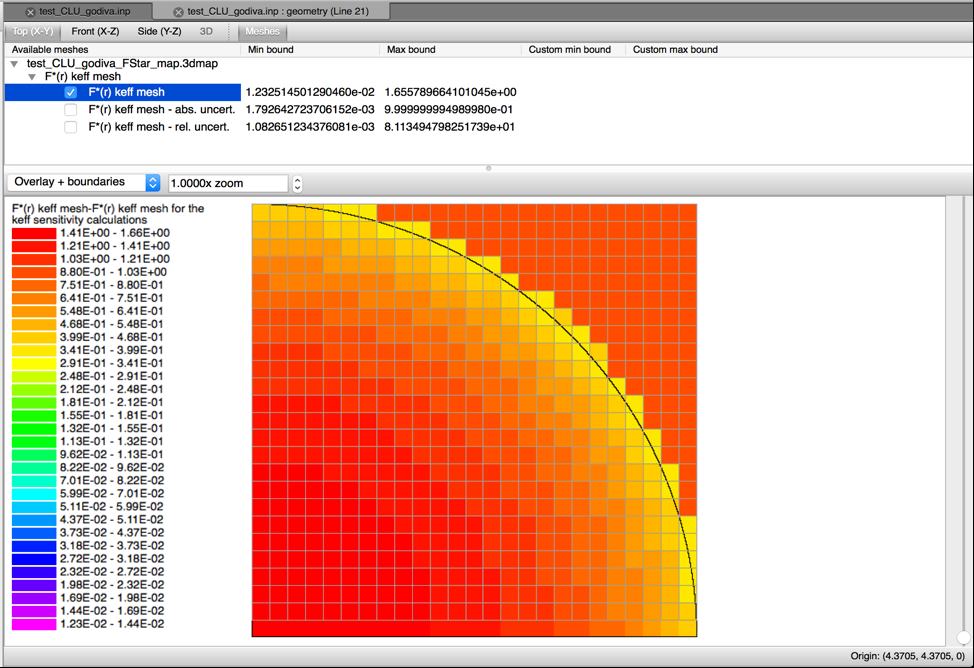 test_CLU_godiva.inp
test_CLU_godiva.inp : geometry (Line 21)
Top (X-Y) Front (X-Z) Side (Y-Z) 3D Meshes
Available meshes Min bound Max bound Custom min bound Custom max bound
test_CLU_godiva_FStar_map.3dmap
F*(r) keff mesh
F*(r) keff mesh 1.232514501290460e-02 1.655789664101045e+00
F*(r) keff mesh - abs. uncert. 1.792642723706152e-03 9.999999994989980e-01
F*(r) keff mesh - rel. uncert. 1.082651234376081e-03 8.113494798251739e+01
Overlay + boundaries 1.0000x zoom
F*(r) keff mesh-F*(r) keff mesh for the
keff sensitivity calculations
1.41E+00 - 1.66E+00
1.21E+00 - 1.41E+00
1.03E+00 - 1.21E+00
8.80E-01 - 1.03E+00
7.51E-01 - 8.80E-01
6.41E-01 - 7.51E-01
5.48E-01 - 6.41E-01
4.68E-01 - 5.48E-01
3.99E-01 - 4.68E-01
3.41E-01 - 3.99E-01
2.91E-01 - 3.41E-01
2.48E-01 - 2.91E-01
2.12E-01 - 2.48E-01
1.81E-01 - 2.12E-01
1.55E-01 - 1.81E-01
1.32E-01 - 1.55E-01
1.13E-01 - 1.32E-01
9.62E-02 - 1.13E-01
8.22E-02 - 9.62E-02
7.01E-02 - 8.22E-02
5.99E-02 - 7.01E-02
5.11E-02 - 5.99E-02
4.37E-02 - 5.11E-02
3.73E-02 - 4.37E-02
3.18E-02 - 3.73E-02
2.72E-02 - 3.18E-02
2.32E-02 - 2.72E-02
1.98E-02 - 2.32E-02
1.69E-02 - 1.98E-02
1.44E-02 - 1.69E-02
1.23E-02 - 1.44E-02
Origin: (4.3705, 4.3705, 0)